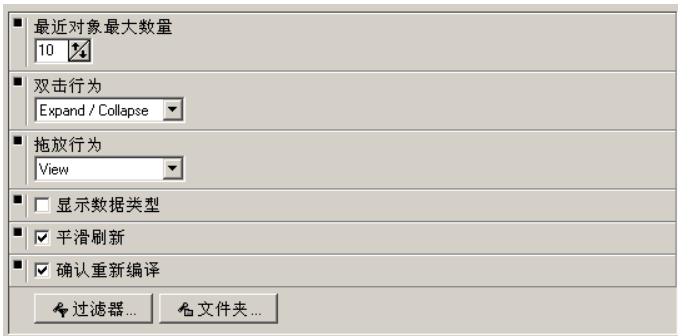 最近对象最大数量
10
双击行为
Expand / Collapse
拖放行为
View
显示数据类型
平滑刷新
确认重新编译
过滤器... 文件夹...